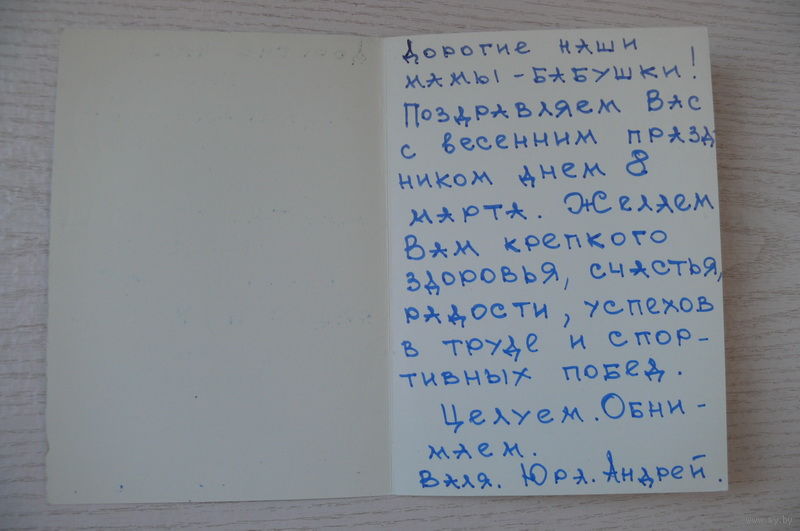 Дорогие наши
мамы-бабушки!
Поздравляем Вас
с весенним празд
ником днем 8
марта. Желаем
Вам крепкого
здоровья, счастья,
радости, успехов
в труде и спор-
тивных побед.
Целуем. Обни-
маем.
Валя. Юра. Андрей.